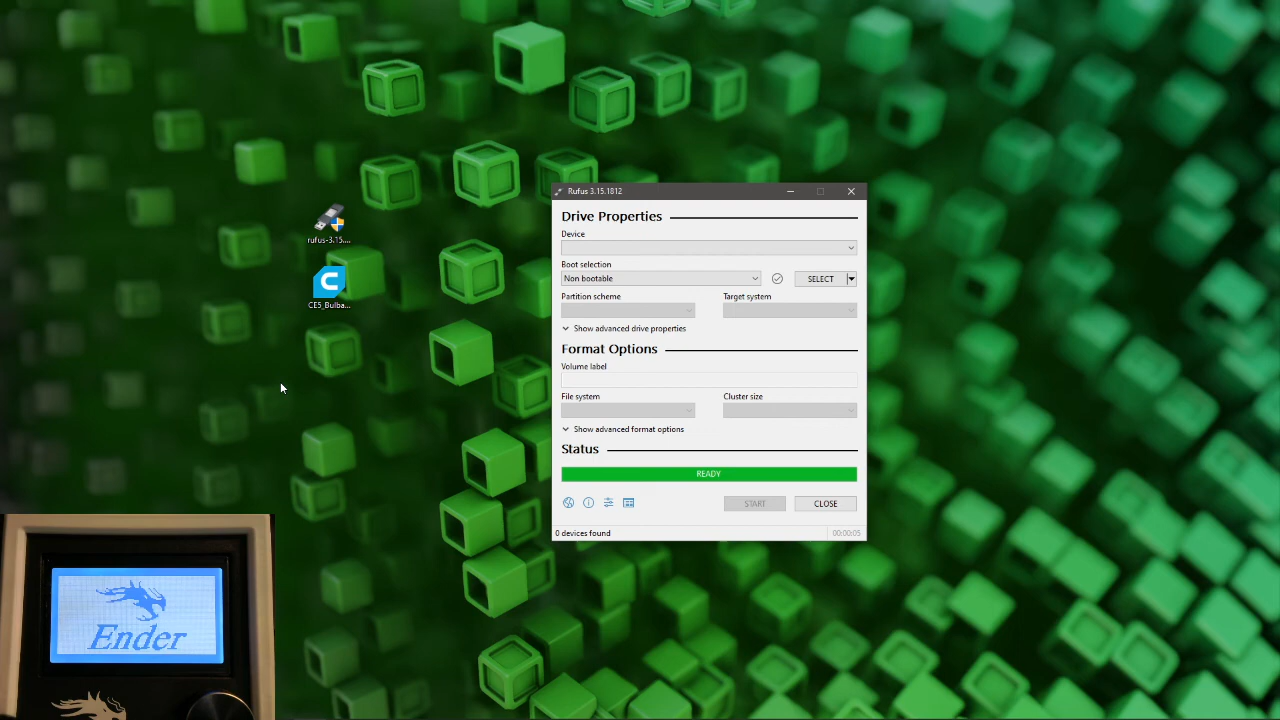 rufus-3.15....
CE5_Bulba...
Rufus 3.15.1812
Drive Properties
Device
Boot selection
Non bootable
SELECT
Partition scheme
Target system
Show advanced drive properties
Format Options
Volume label
File system
Cluster size
Show advanced format options
Status
READY
START
CLOSE
0 devices found
00:00:05
Ender